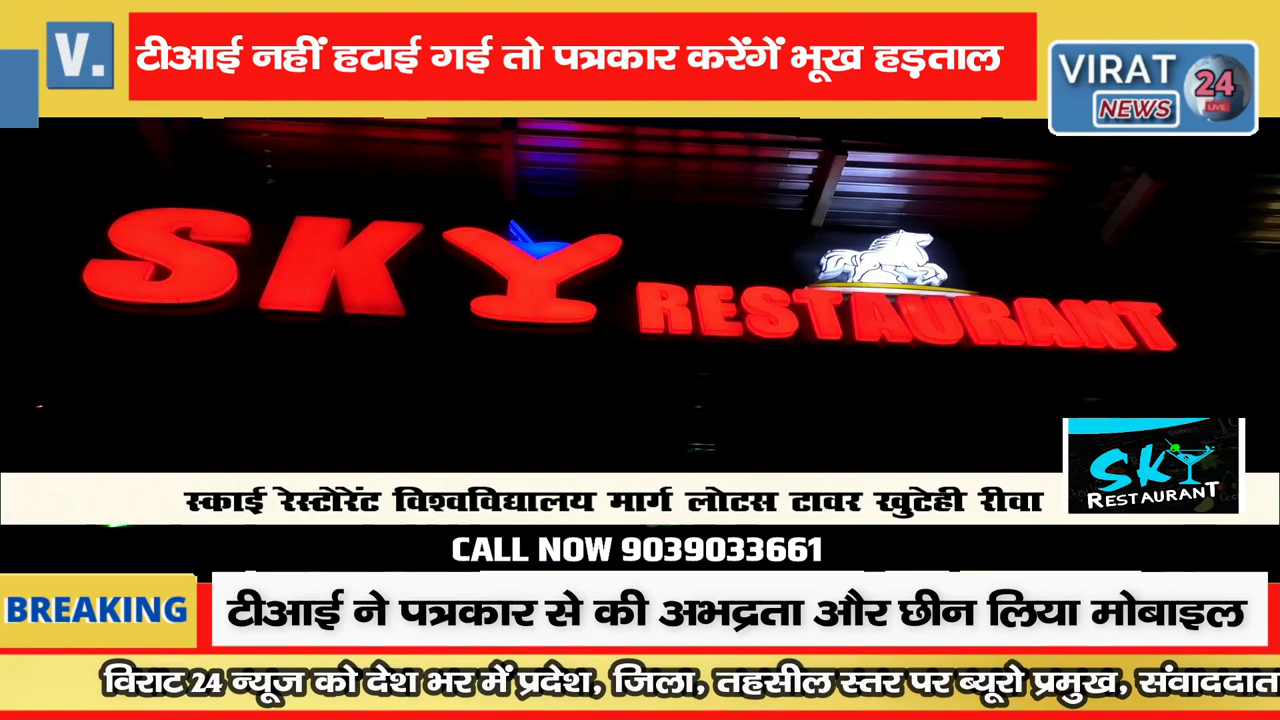 V.
टीआई नहीं हटाई गई तो पत्रकार करेंगें भूख हड़ताल
VIRAT
24
LIVE
NEWS
SKY RESTAURANT
SKY
RESTAURANT
स्काई रेस्टोरेंट विश्वविद्यालय मार्ग लोटस टावर खुटेही रीवा
CALL NOW 9039033661
BREAKING
टीआई ने पत्रकार से की अभद्रता और छीन लिया मोबाइल
विराट 24 न्यूज को देश भर में प्रदेश, जिला, तहसील स्तर पर ब्यूरो प्रमुख, संवाददाता